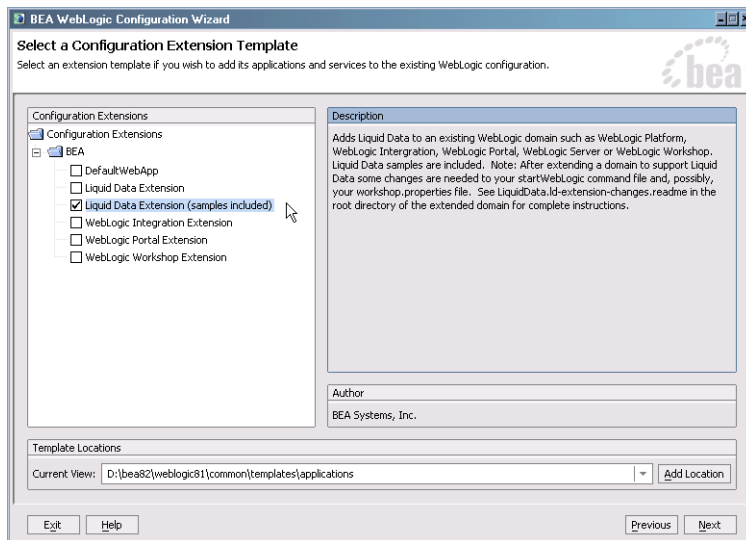 BEA WebLogic Configuration Wizard
Select a Configuration Extension Template
Select an extension template if you wish to add its applications and services to the existing WebLogic configuration.
bea
Configuration Extensions
Configuration Extensions
BEA
DefaultWebApp
Liquid Data Extension
Liquid Data Extension (samples included)
WebLogic Integration Extension
WebLogic Portal Extension
WebLogic Workshop Extension
Description
Adds Liquid Data to an existing WebLogic domain such as WebLogic Platform,
WebLogic Intergration, WebLogic Portal, WebLogic Server or WebLogic Workshop.
Liquid Data samples are included. Note: After extending a domain to support Liquid
Data some changes are needed to your startWebLogic command file and, possibly,
your workshop.properties file. See LiquidData.ld-extension-changes.readme in the
root directory of the extended domain for complete instructions.
Author
BEA Systems, Inc.
Template Locations
Current View: D:\bea82\weblogic81\common\templates\applications
Add Location
Exit Help Previous Next